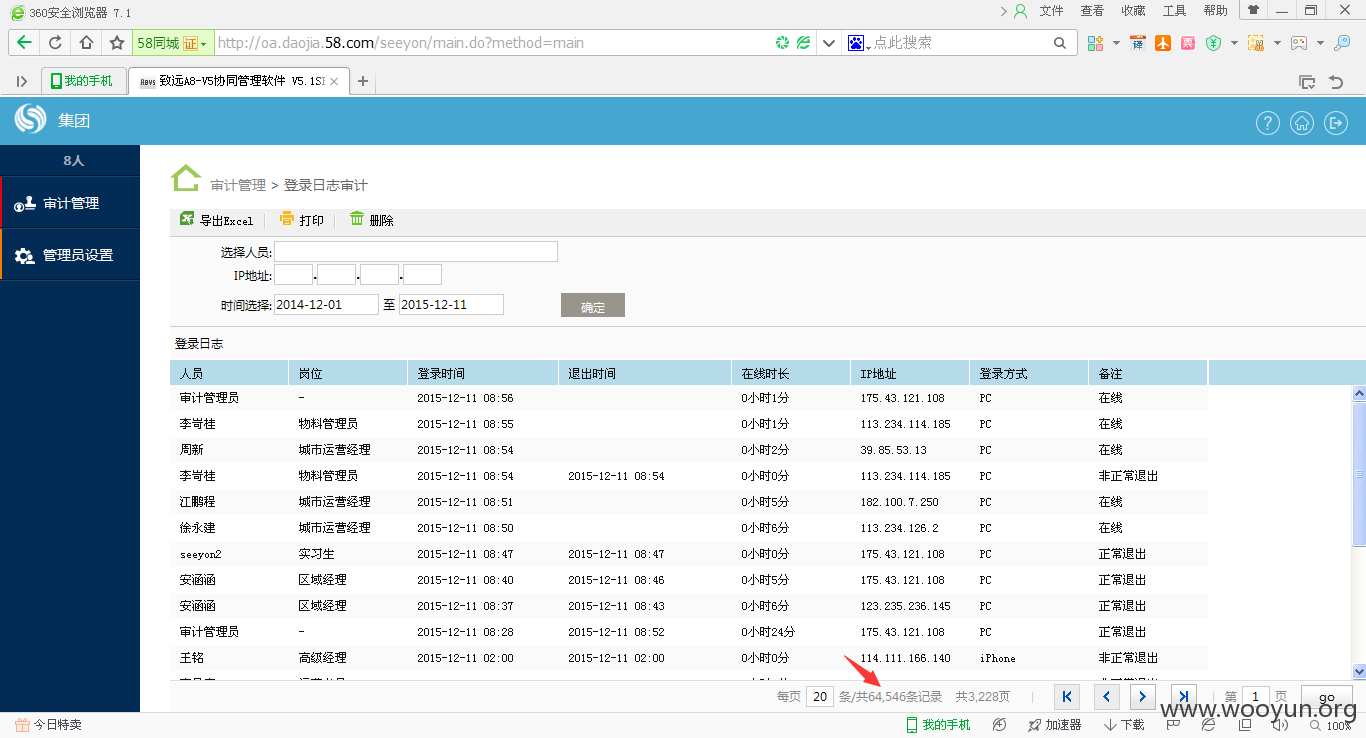 360安全浏览器 7.1
文件 查看 收藏 工具 帮助
58同城 证 http://oa.daojia.58.com/seeyon/main.do?method=main 点此搜索
我的手机 A8V5 致远A8-V5协同管理软件 V5.1SP
集团
8人
审计管理
管理员设置
审计管理 > 登录日志审计
导出Excel 打印 删除
选择人员:
IP地址: . . .
时间选择: 2014-12-01 至 2015-12-11 确定
登录日志
人员 岗位 登录时间 退出时间 在线时长 IP地址 登录方式 备注
审计管理员 - 2015-12-11 08:56 0小时1分 175.43.121.108 PC 在线
李岢桂 物料管理员 2015-12-11 08:55 0小时1分 113.234.114.185 PC 在线
周新 城市运营经理 2015-12-11 08:54 0小时2分 39.85.53.13 PC 在线
李岢桂 物料管理员 2015-12-11 08:54 2015-12-11 08:54 0小时0分 113.234.114.185 PC 非正常退出
江鹏程 城市运营经理 2015-12-11 08:51 0小时5分 182.100.7.250 PC 在线
徐永建 城市运营经理 2015-12-11 08:50 0小时6分 113.234.126.2 PC 在线
seeyon2 实习生 2015-12-11 08:47 2015-12-11 08:47 0小时0分 175.43.121.108 PC 正常退出
安涵涵 区域经理 2015-12-11 08:40 2015-12-11 08:46 0小时5分 175.43.121.108 PC 正常退出
安涵涵 区域经理 2015-12-11 08:37 2015-12-11 08:43 0小时6分 123.235.236.145 PC 正常退出
审计管理员 - 2015-12-11 08:28 2015-12-11 08:52 0小时24分 175.43.121.108 PC 正常退出
王铭 高级经理 2015-12-11 02:00 2015-12-11 02:00 0小时0分 114.111.166.140 iPhone 非正常退出
每页 20 条/共64,546条记录 共3,228页 第 1 页 go
www.wooyun.org
今日特卖 我的手机 加速器 下载 100%